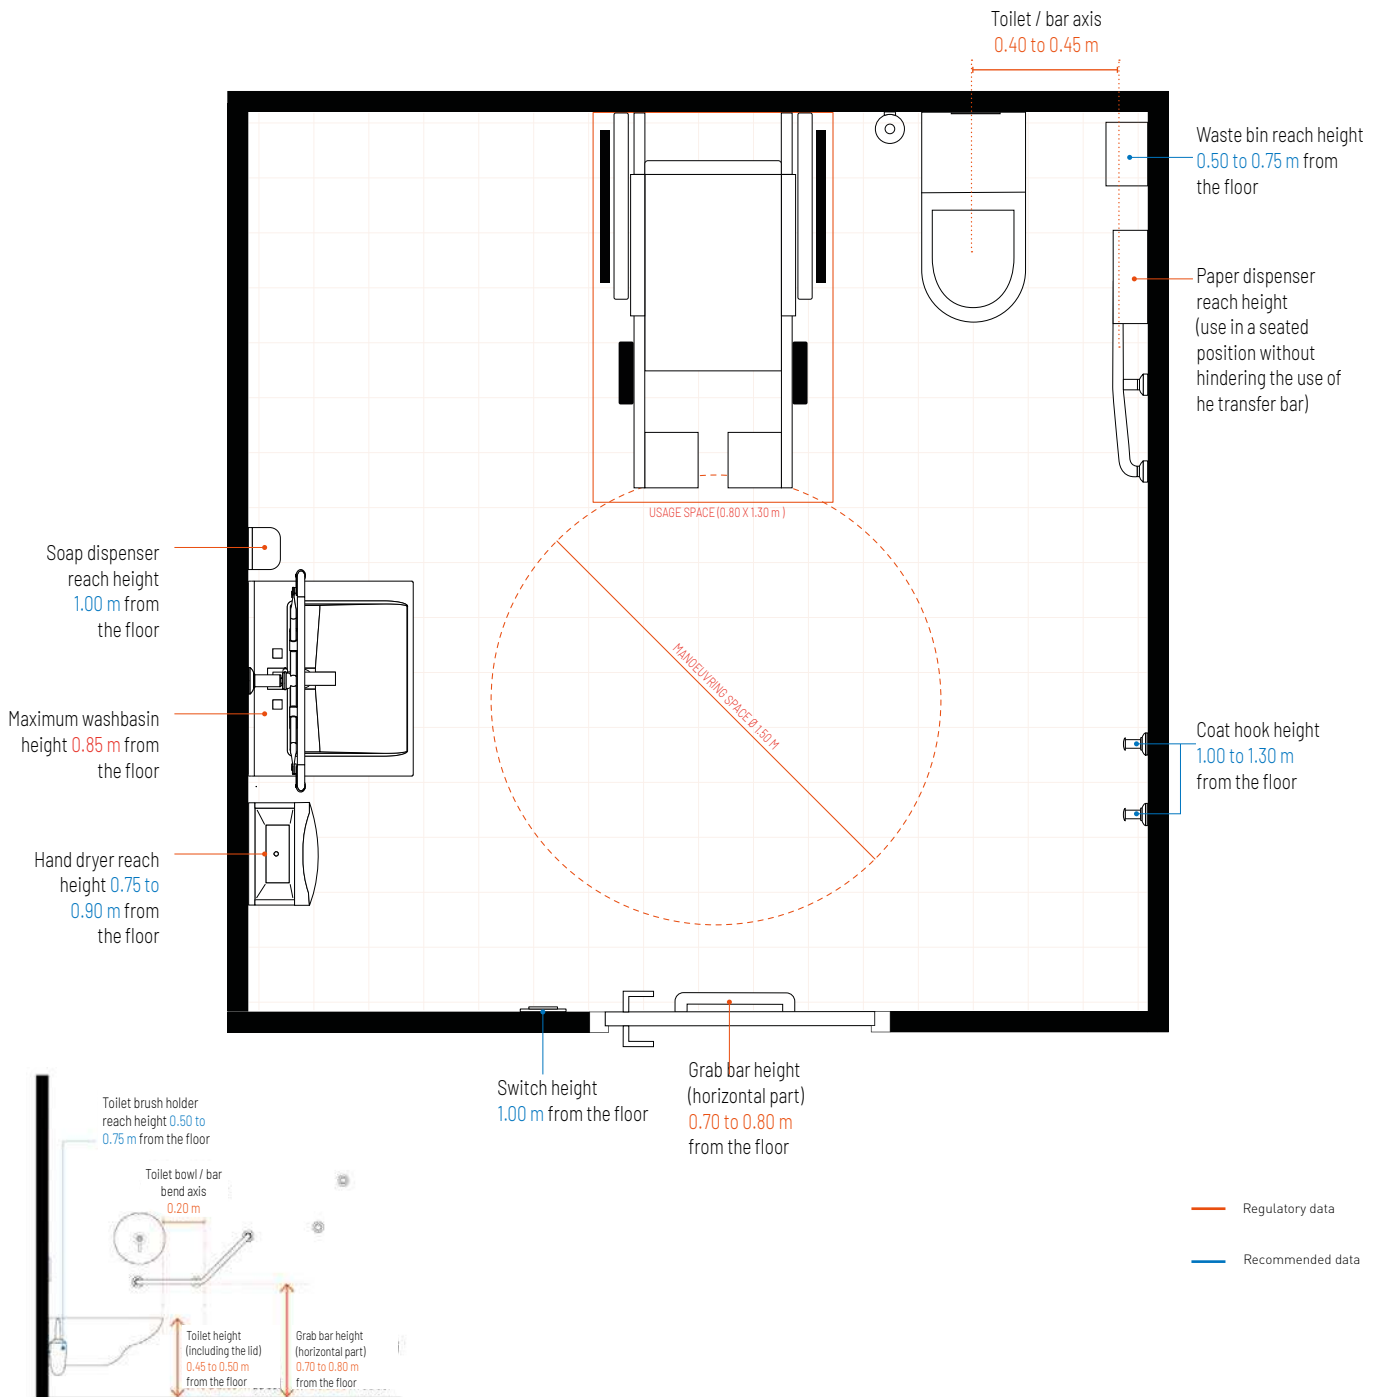 Toilet / bar axis
0.40 to 0.45 m
Waste bin reach height
0.50 to 0.75 m from
the floor
Paper dispenser
reach height
(use in a seated
position without
hindering the use of
he transfer bar)
USAGE SPACE (0.80 X 1.30 m )
MANOEUVRING SPACE Ø 1.50 M
Soap dispenser
reach height
1.00 m from
the floor
Maximum washbasin
height 0.85 m from
the floor
Hand dryer reach
height 0.75 to
0.90 m from
the floor
Coat hook height
1.00 to 1.30 m
from the floor
Switch height
1.00 m from the floor
Grab bar height
(horizontal part)
0.70 to 0.80 m
from the floor
Toilet brush holder
reach height 0.50 to
0.75 m from the floor
Toilet bowl / bar
bend axis
0.20 m
Toilet height
(including the lid)
0.45 to 0.50 m
from the floor
Grab bar height
(horizontal part)
0.70 to 0.80 m
from the floor
Regulatory data
Recommended data